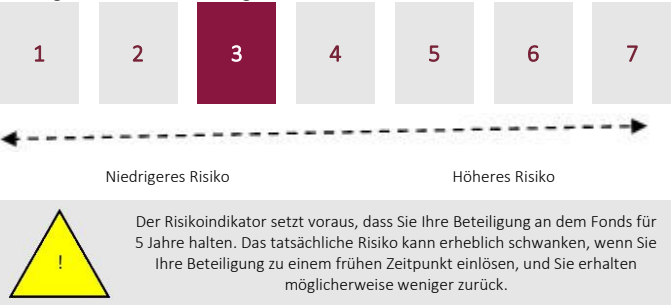 1 2 3 4 5 6 7
Niedrigeres Risiko Höheres Risiko
Der Risikoindikator setzt voraus, dass Sie Ihre Beteiligung an dem Fonds für
5 Jahre halten. Das tatsächliche Risiko kann erheblich schwanken, wenn Sie
! Ihre Beteiligung zu einem frühen Zeitpunkt einlösen, und Sie erhalten
möglicherweise weniger zurück.